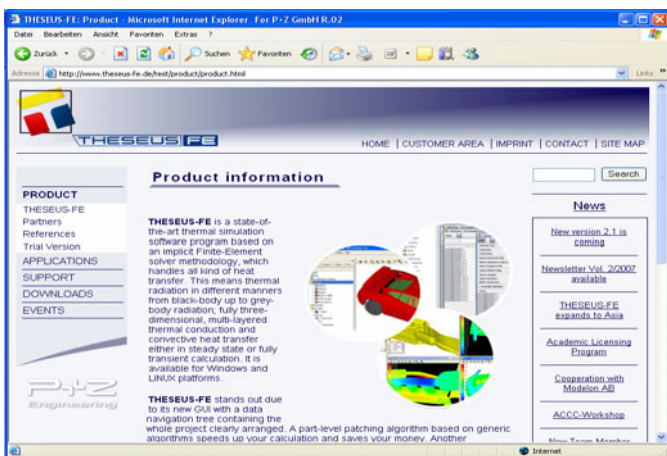 THESEUS-FE: Product - Microsoft Internet Explorer For P+Z GmbH R.02
Datei Bearbeiten Ansicht Favoriten Extras ?
Zurück Suchen Favoriten
Adresse http://www.theseus-fe.de/test/product/product.html Links
THESEUS FE
HOME | CUSTOMER AREA | IMPRINT | CONTACT | SITE MAP
PRODUCT
THESEUS-FE
Partners
References
Trial Version
APPLICATIONS
SUPPORT
DOWNLOADS
EVENTS
P+Z
Engineering
Product information
THESEUS-FE is a state-of-
the-art thermal simulation
software program based on
an implicit Finite-Element
solver methodology, which
handles all kind of heat
transfer. This means thermal
radiation in different manners
from black-body up to grey-
body radiation; fully three-
dimensional, multi-layered
thermal conduction and
convective heat transfer
either in steady state or fully
transient calculation. It is
available for Windows and
LINUX platforms.
THESEUS-FE stands out due
to its new GUI with a data
navigation tree containing the
whole project clearly arranged. A part-level patching algorithm based on generic
algorithms speeds up your calculation and saves your money. Another
Search
News
New version 2.1 is
coming
Newsletter Vol. 2/2007
available
THESEUS-FE
expands to Asia
Academic Licensing
Program
Cooperation with
Modelon AB
ACCC-Workshop
New Team Member
Internet